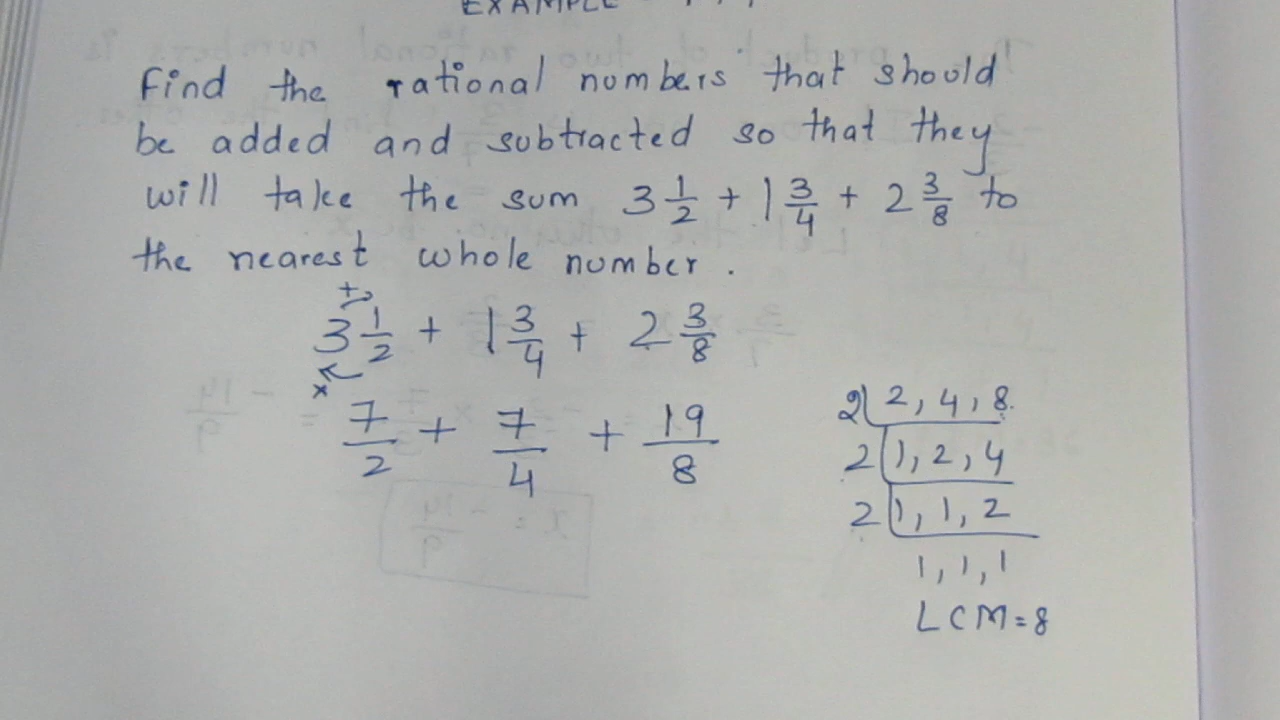 EXAMPLE
Find the rational numbers that should
be added and subtracted so that they
will take the sum 3 1/2 + 1 3/4 + 2 3/8 to
the nearest whole number.
+
3 1/2 + 1 3/4 + 2 3/8
×
7/2 + 7/4 + 19/8
2 | 2, 4, 8
2 | 1, 2, 4
2 | 1, 1, 2
1, 1, 1
LCM = 8